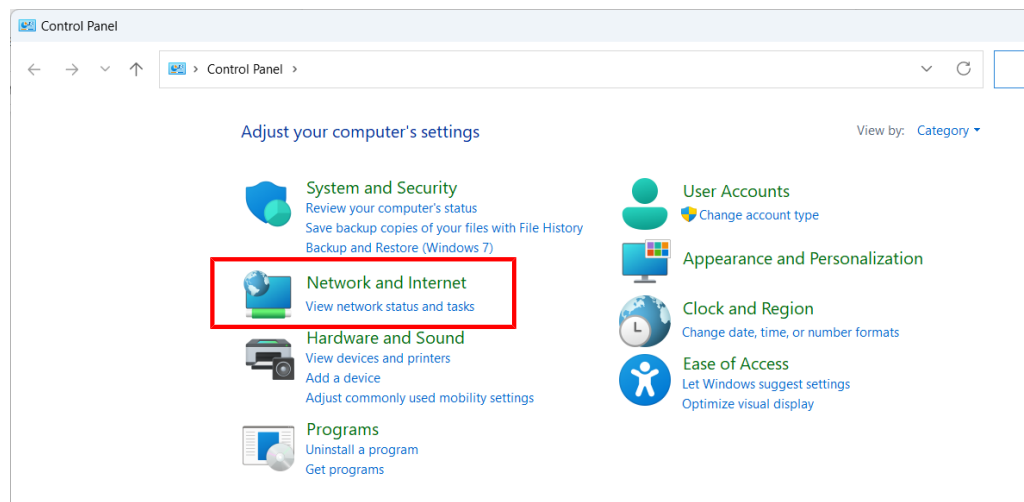 Control Panel
Control Panel
Adjust your computer's settings
View by: Category
System and Security
Review your computer's status
Save backup copies of your files with File History
Backup and Restore (Windows 7)
Network and Internet
View network status and tasks
Hardware and Sound
View devices and printers
Add a device
Adjust commonly used mobility settings
Programs
Uninstall a program
Get programs
User Accounts
Change account type
Appearance and Personalization
Clock and Region
Change date, time, or number formats
Ease of Access
Let Windows suggest settings
Optimize visual display